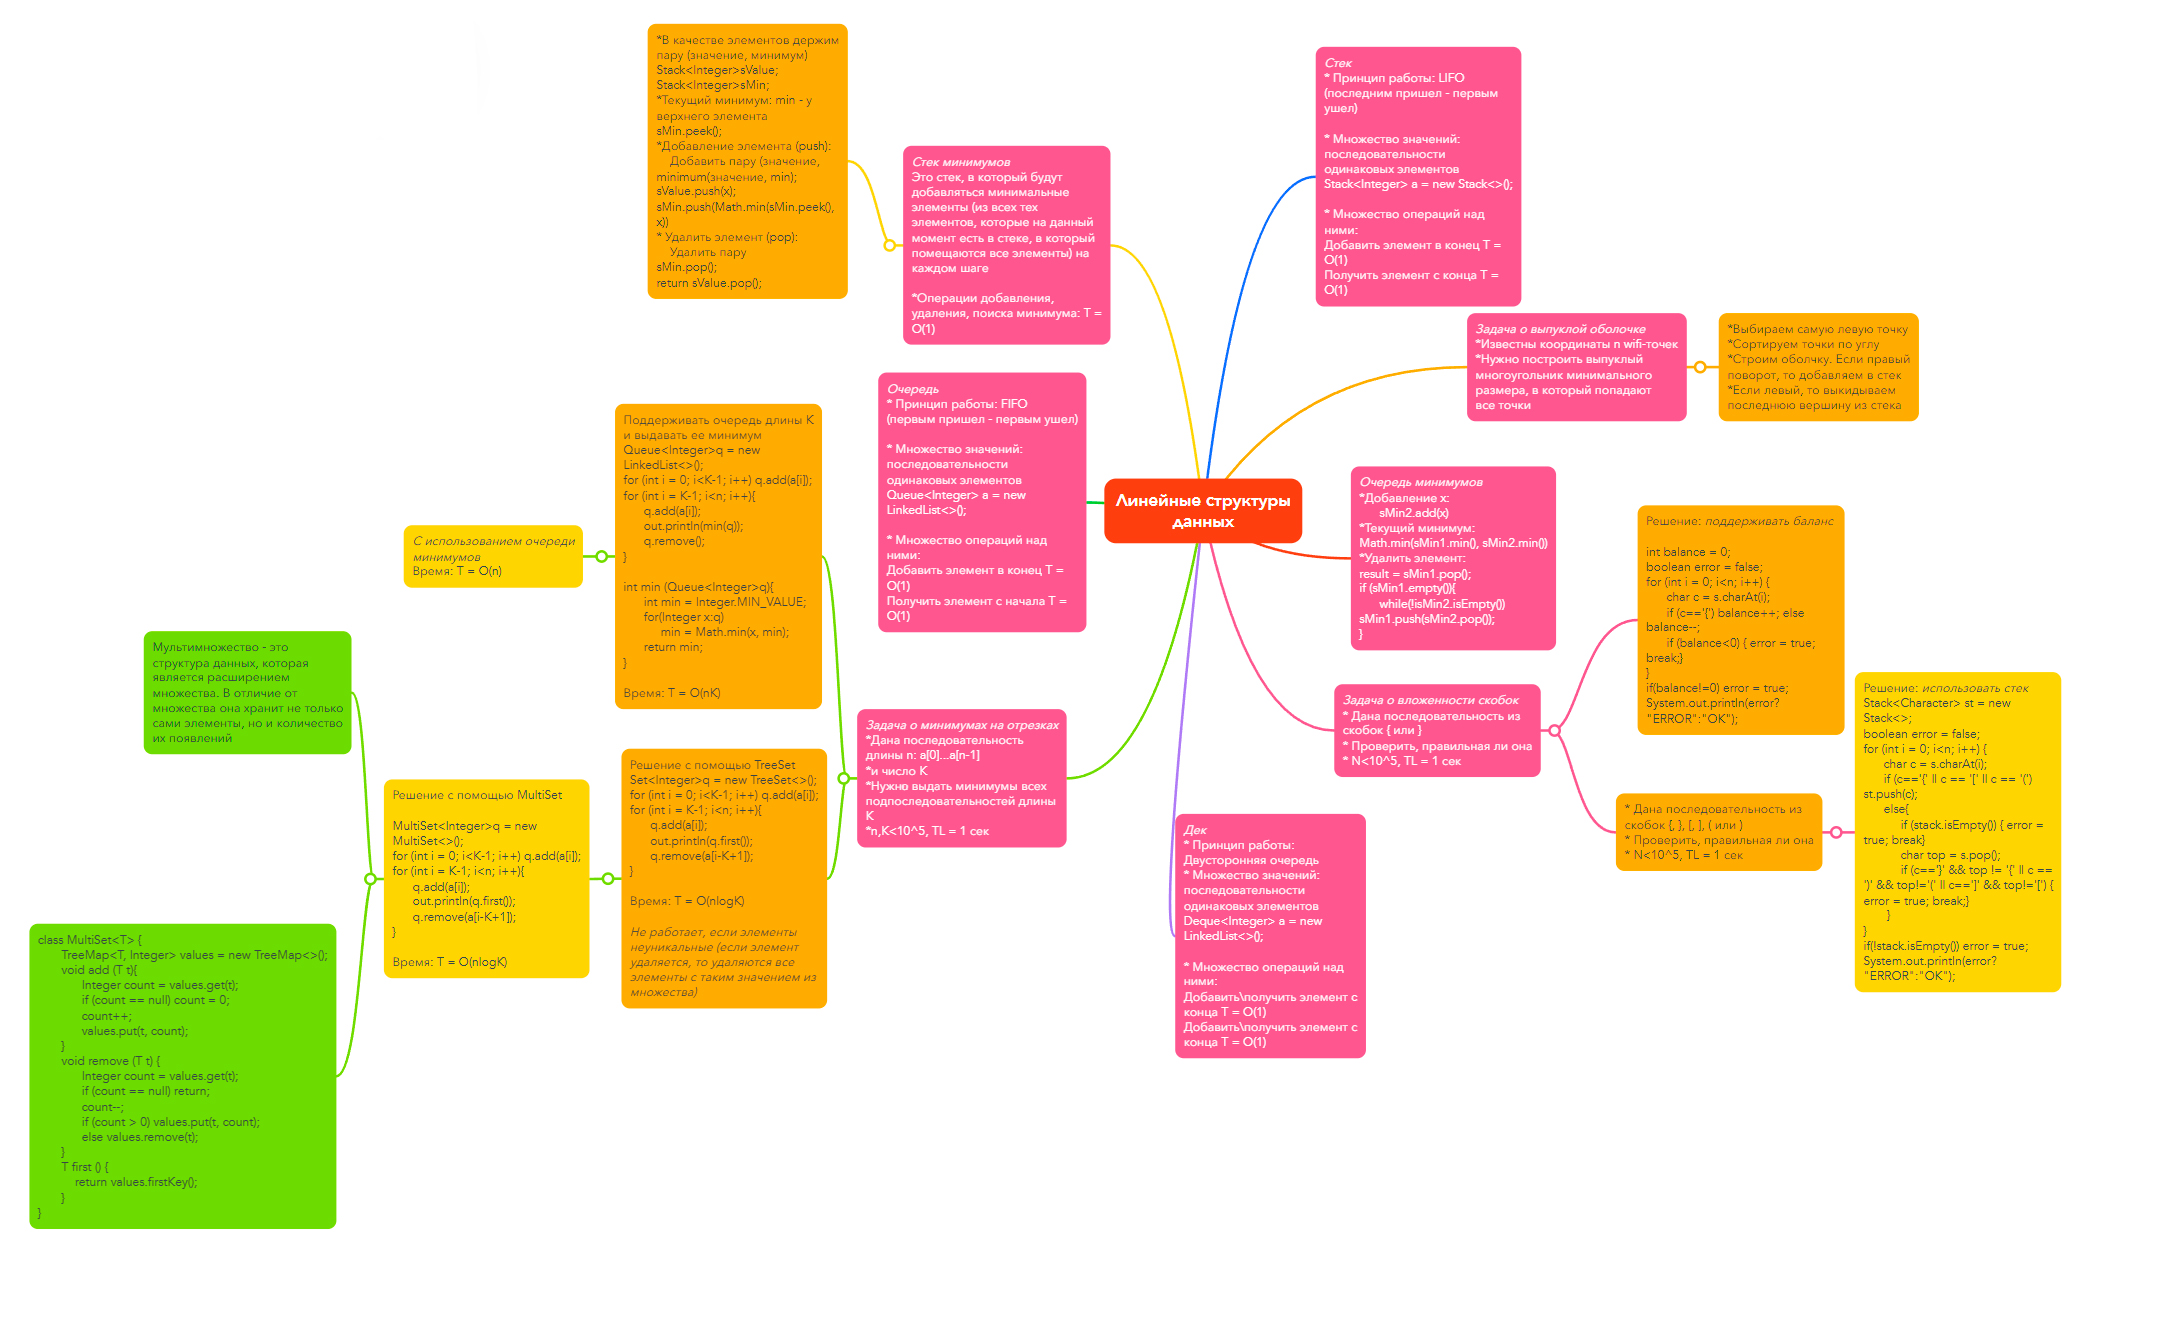 Линейные структуры
данных
Стек
* Принцип работы: LIFO
(последним пришел - первым
ушел)
* Множество значений:
последовательности
одинаковых элементов
Stack<Integer> a = new Stack<>();
* Множество операций над
ними:
Добавить элемент в конец T =
O(1)
Получить элемент с конца T =
O(1)
Задача о выпуклой оболочке
*Известны координаты n wifi-точек
*Нужно построить выпуклый
многоугольник минимального
размера, в который попадают
все точки
*Выбираем самую левую точку
*Сортируем точки по углу
*Строим оболчку. Если правый
поворот, то добавляем в стек
*Если левый, то выкидываем
последнюю вершину из стека
Очередь минимумов
*Добавление x:
sMin2.add(x)
*Текущий минимум:
Math.min(sMin1.min(), sMin2.min())
*Удалить элемент:
result = sMin1.pop();
if (sMin1.empty()){
while(!isMin2.isEmpty())
sMin1.push(sMin2.pop());
}
Задача о вложенности скобок
* Дана последовательность из
скобок { или }
* Проверить, правильная ли она
* N<10^5, TL = 1 сек
Решение: поддерживать баланс
int balance = 0;
boolean error = false;
for (int i = 0; i<n; i++) {
char c = s.charAt(i);
if (c=='{') balance++; else
balance--;
if (balance<0) { error = true;
break;}
}
if(balance!=0) error = true;
System.out.println(error?
"ERROR":"OK");
* Дана последовательность из
скобок {, }, [, ], ( или )
* Проверить, правильная ли она
* N<10^5, TL = 1 сек
Решение: использовать стек
Stack<Character> st = new
Stack<>;
boolean error = false;
for (int i = 0; i<n; i++) {
char c = s.charAt(i);
if (c=='{' || c == '[' || c == '(')
st.push(c);
else{
if (stack.isEmpty()) { error =
true; break}
char top = s.pop();
if (c=='}' && top != '{' || c ==
')' && top!='(' || c==']' && top!='[') {
error = true; break;}
}
}
if(!stack.isEmpty()) error = true;
System.out.println(error?
"ERROR":"OK");
Дек
* Принцип работы:
Двусторонняя очередь
* Множество значений:
последовательности
одинаковых элементов
Deque<Integer> a = new
LinkedList<>();
* Множество операций над
ними:
Добавить\получить элемент с
конца T = O(1)
Добавить\получить элемент с
конца T = O(1)
Стек минимумов
Это стек, в который будут
добавляться минимальные
элементы (из всех тех
элементов, которые на данный
момент есть в стеке, в который
помещаются все элементы) на
каждом шаге
*Операции добавления,
удаления, поиска минимума: T =
O(1)
*В качестве элементов держим
пару (значение, минимум)
Stack<Integer>sValue;
Stack<Integer>sMin;
*Текущий минимум: min - у
верхнего элемента
sMin.peek();
*Добавление элемента (push):
Добавить пару (значение,
minimum(значение, min);
sValue.push(x);
sMin.push(Math.min(sMin.peek(),
x))
* Удалить элемент (pop):
Удалить пару
sMin.pop();
return sValue.pop();
Очередь
* Принцип работы: FIFO
(первым пришел - первым ушел)
* Множество значений:
последовательности
одинаковых элементов
Queue<Integer> a = new
LinkedList<>();
* Множество операций над
ними:
Добавить элемент в конец T =
O(1)
Получить элемент с начала T =
O(1)
Задача о минимумах на отрезках
*Дана последовательность
длины n: a[0]...a[n-1]
*и число K
*Нужно выдать минимумы всех
подпоследовательностей длины
K
*n,K<10^5, TL = 1 сек
Поддерживать очередь длины K
и выдавать ее минимум
Queue<Integer>q = new
LinkedList<>();
for (int i = 0; i<K-1; i++) q.add(a[i]);
for (int i = K-1; i<n; i++){
q.add(a[i]);
out.println(min(q));
q.remove();
}
int min (Queue<Integer>q){
int min = Integer.MIN_VALUE;
for(Integer x:q)
min = Math.min(x, min);
return min;
}
Время: T = O(nK)
С использованием очереди
минимумов
Время: T = O(n)
Решение с помощью TreeSet
Set<Integer>q = new TreeSet<>();
for (int i = 0; i<K-1; i++) q.add(a[i]);
for (int i = K-1; i<n; i++){
q.add(a[i]);
out.println(q.first());
q.remove(a[i-K+1]);
}
Время: T = O(nlogK)
Не работает, если элементы
неуникальные (если элемент
удаляется, то удаляются все
элементы с таким значением из
множества)
Решение с помощью MultiSet
MultiSet<Integer>q = new
MultiSet<>();
for (int i = 0; i<K-1; i++) q.add(a[i]);
for (int i = K-1; i<n; i++){
q.add(a[i]);
out.println(q.first());
q.remove(a[i-K+1]);
}
Время: T = O(nlogK)
Мультимножество - это
структура данных, которая
является расширением
множества. В отличие от
множества она хранит не только
сами элементы, но и количество
их появлений
class MultiSet<T> {
TreeMap<T, Integer> values = new TreeMap<>();
void add (T t){
Integer count = values.get(t);
if (count == null) count = 0;
count++;
values.put(t, count);
}
void remove (T t) {
Integer count = values.get(t);
if (count == null) return;
count--;
if (count > 0) values.put(t, count);
else values.remove(t);
}
T first () {
return values.firstKey();
}
}